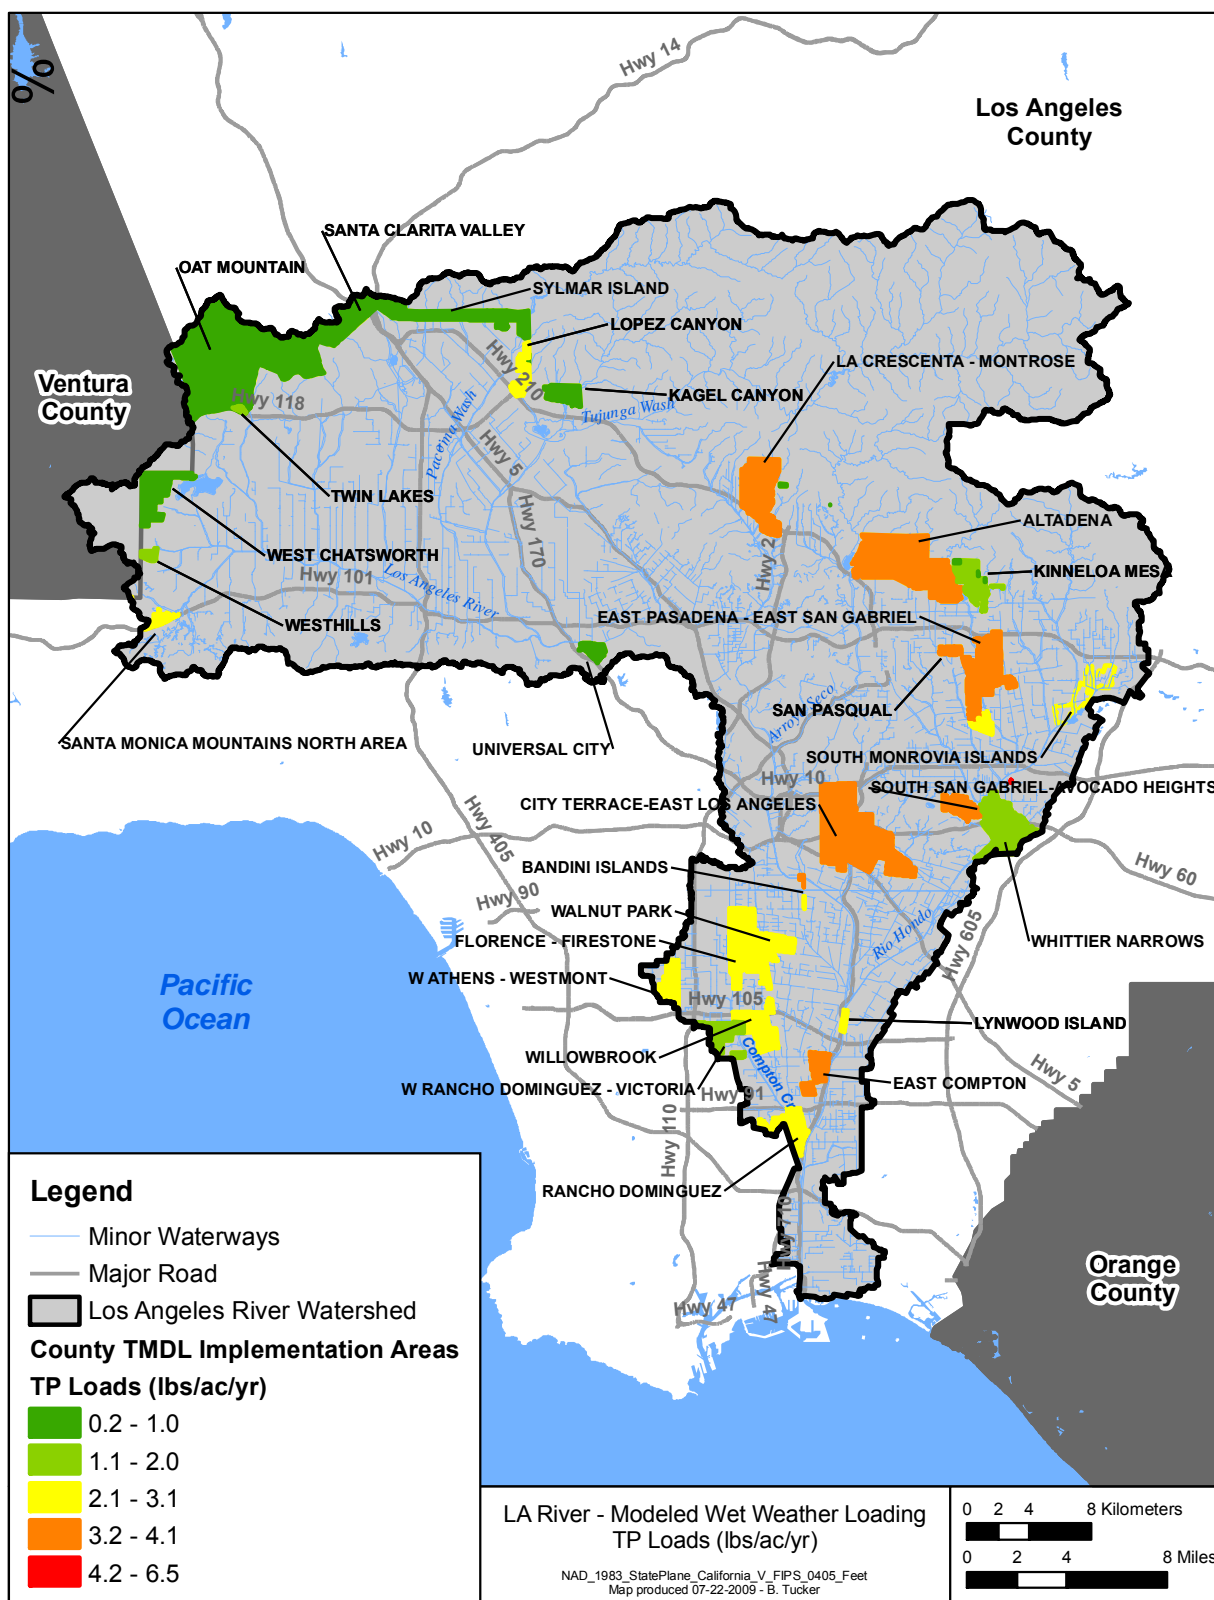 %
Hwy 14
Los Angeles
County
SANTA CLARITA VALLEY
OAT MOUNTAIN
SYLMAR ISLAND
LOPEZ CANYON
LA CRESCENTA - MONTROSE
Ventura
County
Hwy 210
KAGEL CANYON
Hwy 118
Pacoima Wash
Tujunga Wash
Hwy 5
TWIN LAKES
Hwy 170
ALTADENA
WEST CHATSWORTH
Hwy 2
KINNELOA MESA
Hwy 101
Los Angeles River
EAST PASADENA - EAST SAN GABRIEL
WESTHILLS
SAN PASQUAL
Arroyo Seco
SANTA MONICA MOUNTAINS NORTH AREA
UNIVERSAL CITY
SOUTH MONROVIA ISLANDS
Hwy 10
SOUTH SAN GABRIEL-AVOCADO HEIGHTS
CITY TERRACE-EAST LOS ANGELES
Hwy 405
Hwy 10
BANDINI ISLANDS
Hwy 60
Hwy 90
WALNUT PARK
Rio Hondo
Hwy 605
FLORENCE - FIRESTONE
WHITTIER NARROWS
W ATHENS - WESTMONT
Pacific
Ocean
Hwy 105
LYNWOOD ISLAND
WILLOWBROOK
Compton Cr
W RANCHO DOMINGUEZ - VICTORIA
EAST COMPTON
Hwy 5
Hwy 91
Hwy 110
RANCHO DOMINGUEZ
Hwy 710
Orange
County
Hwy 47
Hwy 47
Legend
Minor Waterways
Major Road
Los Angeles River Watershed
County TMDL Implementation Areas
TP Loads (lbs/ac/yr)
0.2 - 1.0
1.1 - 2.0
2.1 - 3.1
3.2 - 4.1
4.2 - 6.5
LA River - Modeled Wet Weather Loading
TP Loads (lbs/ac/yr)
NAD_1983_StatePlane_California_V_FIPS_0405_Feet
Map produced 07-22-2009 - B. Tucker
0 2 4 8 Kilometers
0 2 4 8 Miles